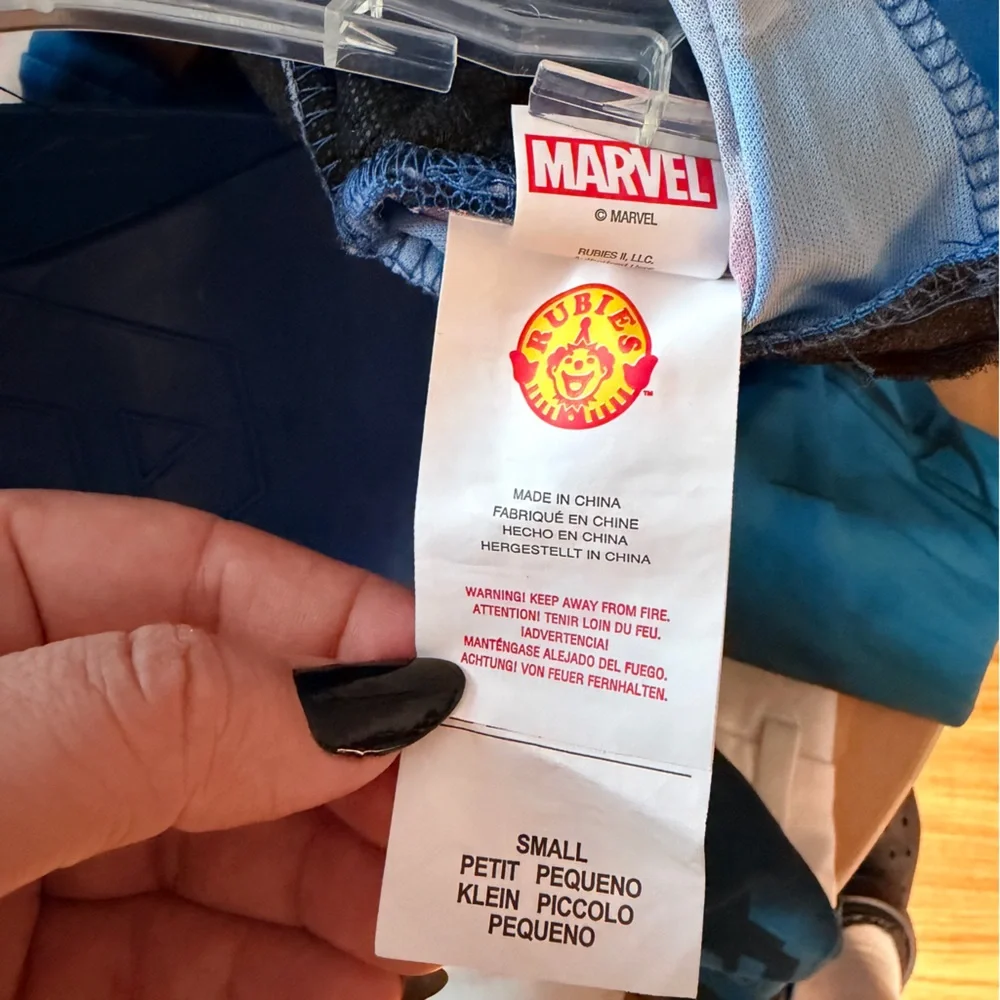 MARVEL
© MARVEL
RUBIES II, LLC.
RUBIES
™
MADE IN CHINA
FABRIQUÉ EN CHINE
HECHO EN CHINA
HERGESTELLT IN CHINA
WARNING! KEEP AWAY FROM FIRE.
ATTENTION! TENIR LOIN DU FEU.
¡ADVERTENCIA!
MANTÉNGASE ALEJADO DEL FUEGO.
ACHTUNG! VON FEUER FERNHALTEN.
SMALL
PETIT PEQUENO
KLEIN PICCOLO
PEQUENO